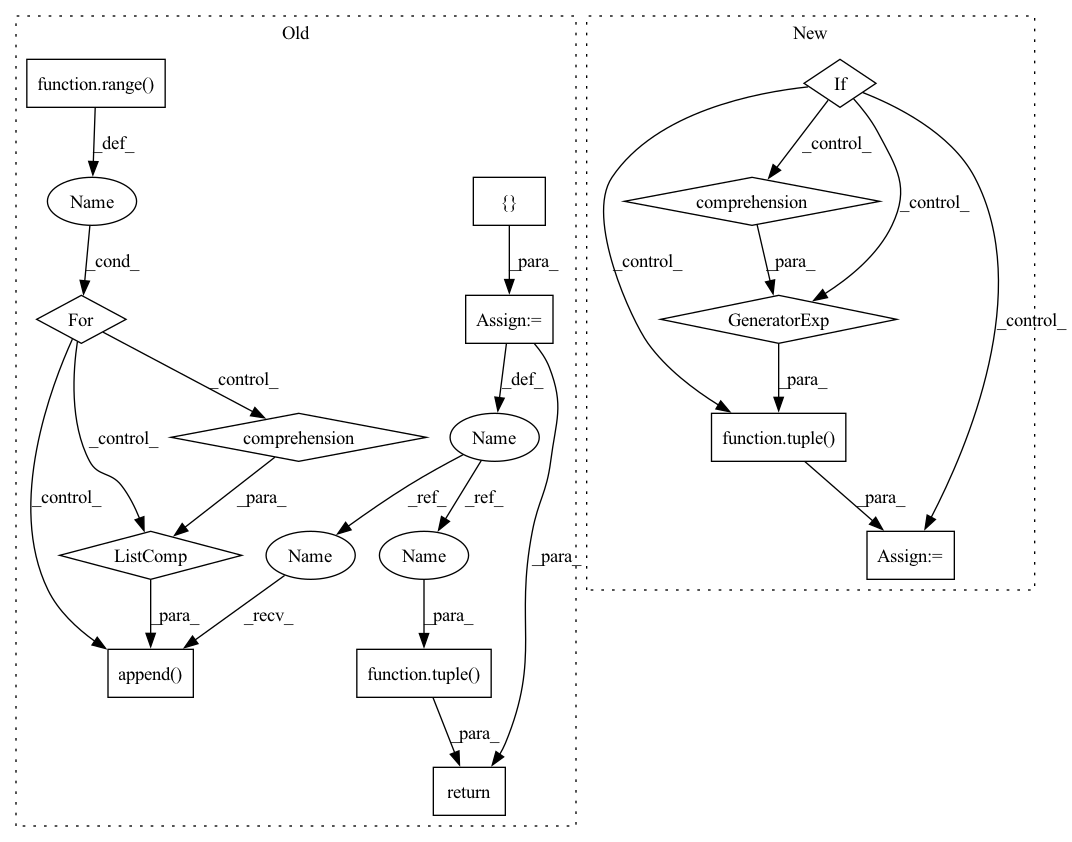 Old
New
function.range()
If
_def_
_control_
Name
{}
comprehension
_control_
_cond_
_para_
_control_
_para_
For
Assign:=
GeneratorExp
_control_
_control_
_def_
_para_
comprehension
Name
function.tuple()
_control_
_control_
_para_
_ref_
_ref_
_para_
ListComp
Name
Name
_para_
Assign:=
_para_
_recv_
_para_
append()
function.tuple()
_para_
return